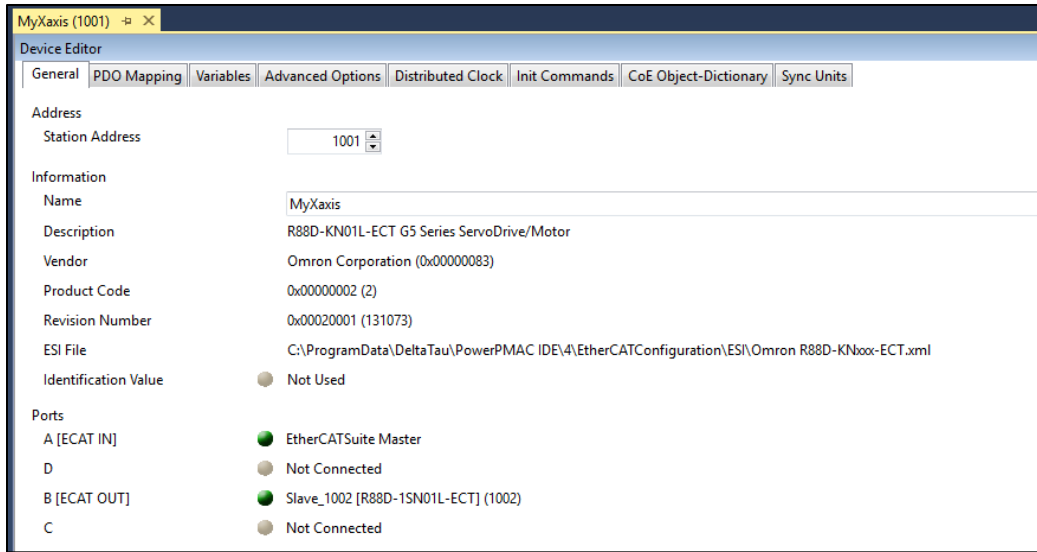 MyXaxis (1001)
Device Editor
General PDO Mapping Variables Advanced Options Distributed Clock Init Commands CoE Object-Dictionary Sync Units
Address
Station Address 1001
Information
Name MyXaxis
Description R88D-KN01L-ECT G5 Series ServoDrive/Motor
Vendor Omron Corporation (0x00000083)
Product Code 0x00000002 (2)
Revision Number 0x00020001 (131073)
ESI File C:\ProgramData\DeltaTau\PowerPMAC IDE\4\EtherCATConfiguration\ESI\Omron R88D-KNxxx-ECT.xml
Identification Value Not Used
Ports
A [ECAT IN] EtherCATSuite Master
D Not Connected
B [ECAT OUT] Slave_1002 [R88D-1SN01L-ECT] (1002)
C Not Connected